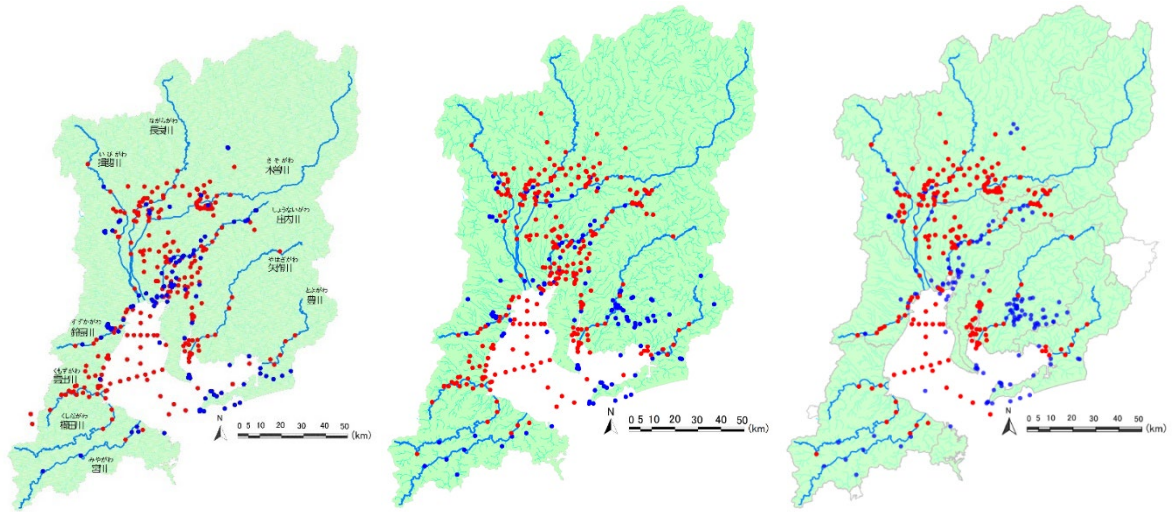 ながらがわ
長良川
いびがわ
揖斐川
きそがわ
木曽川
しょうないがわ
庄内川
やはぎがわ
矢作川
とよがわ
豊川
すずかがわ
鈴鹿川
くもずがわ
雲出川
くしだがわ
櫛田川
みやがわ
宮川
N
0 5 10 20 30 40 50
(km)
N
0 5 10 20 30 40 50
(km)
N
0 5 10 20 30 40 50
(km)